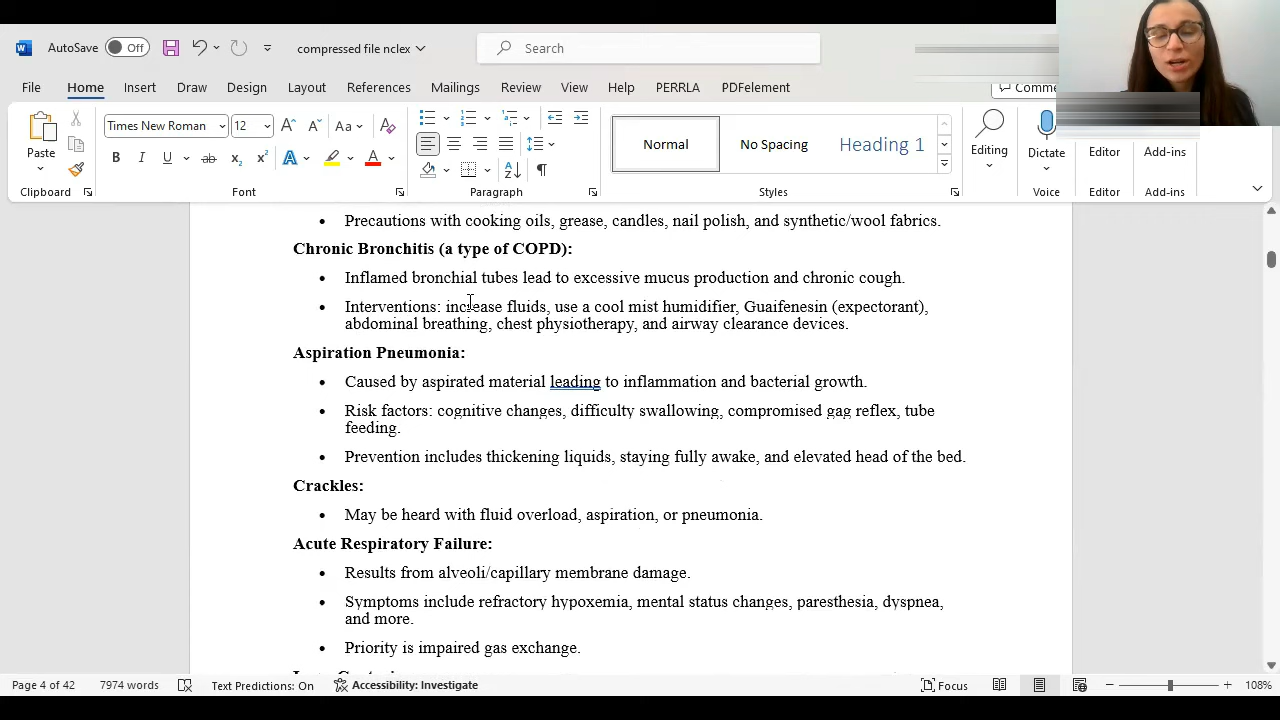 AutoSave Off compressed file nclex Search
File Home Insert Draw Design Layout References Mailings Review View Help PERRLA PDFelement
Paste Times New Roman 12 Normal No Spacing Heading 1 Editing Dictate Editor Add-ins
Clipboard Font Paragraph Styles Voice Editor Add-ins
• Precautions with cooking oils, grease, candles, nail polish, and synthetic/wool fabrics.
Chronic Bronchitis (a type of COPD):
• Inflamed bronchial tubes lead to excessive mucus production and chronic cough.
• Interventions: increase fluids, use a cool mist humidifier, Guaifenesin (expectorant),
abdominal breathing, chest physiotherapy, and airway clearance devices.
Aspiration Pneumonia:
• Caused by aspirated material leading to inflammation and bacterial growth.
• Risk factors: cognitive changes, difficulty swallowing, compromised gag reflex, tube
feeding.
• Prevention includes thickening liquids, staying fully awake, and elevated head of the bed.
Crackles:
• May be heard with fluid overload, aspiration, or pneumonia.
Acute Respiratory Failure:
• Results from alveoli/capillary membrane damage.
• Symptoms include refractory hypoxemia, mental status changes, paresthesia, dyspnea,
and more.
• Priority is impaired gas exchange.
Page 4 of 42 7974 words Text Predictions: On Accessibility: Investigate Focus 108%